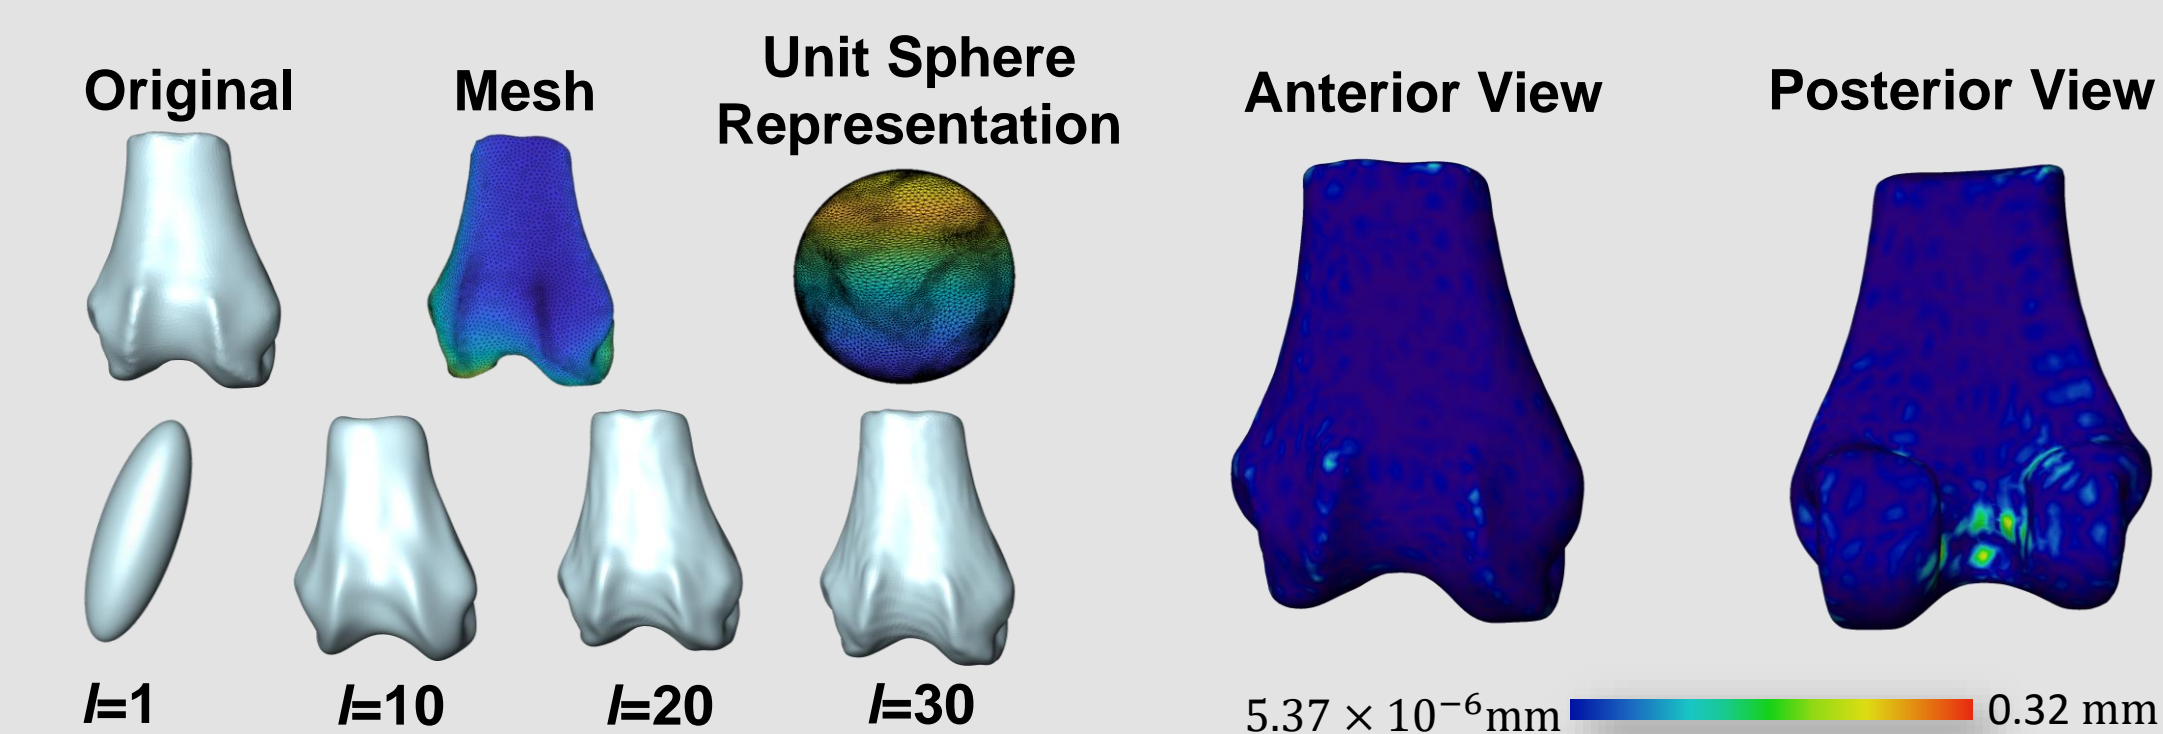 Original
Mesh
Unit Sphere
Representation
Anterior View
Posterior View
l=1
l=10
l=20
l=30
5.37 × 10⁻⁶mm
0.32 mm